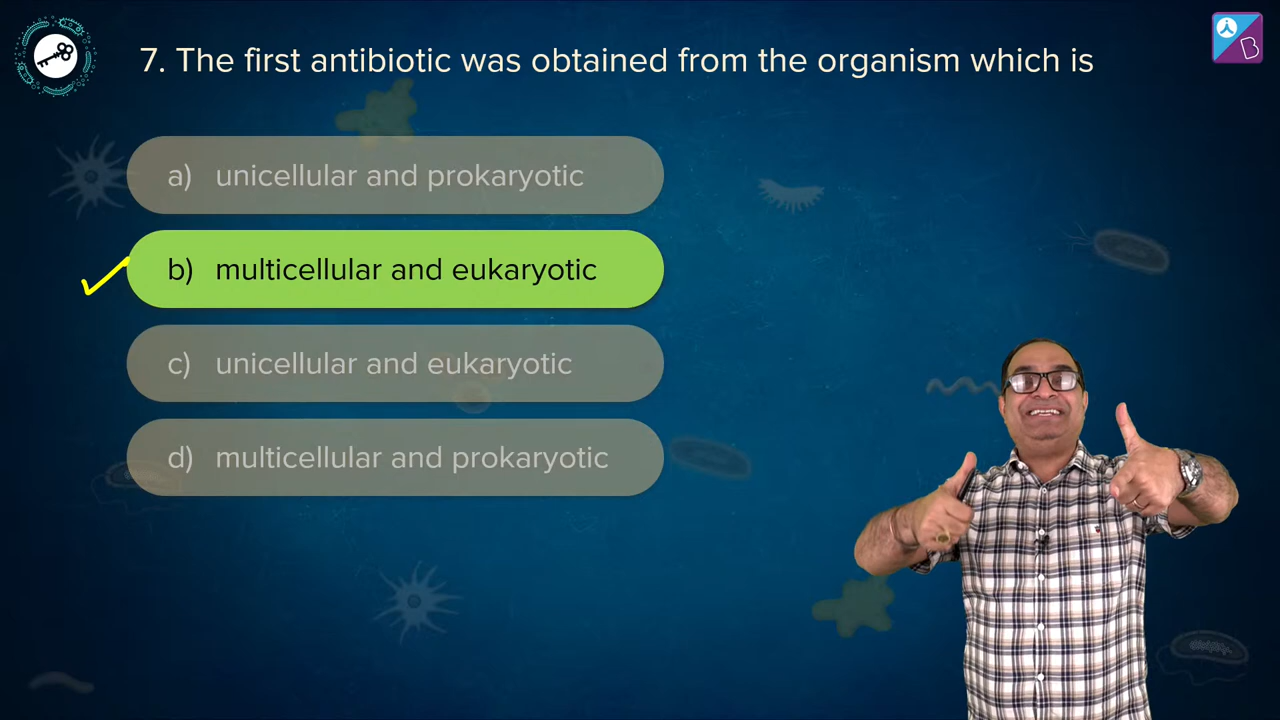 7. The first antibiotic was obtained from the organism which is
a) unicellular and prokaryotic
b) multicellular and eukaryotic
c) unicellular and eukaryotic
d) multicellular and prokaryotic
B